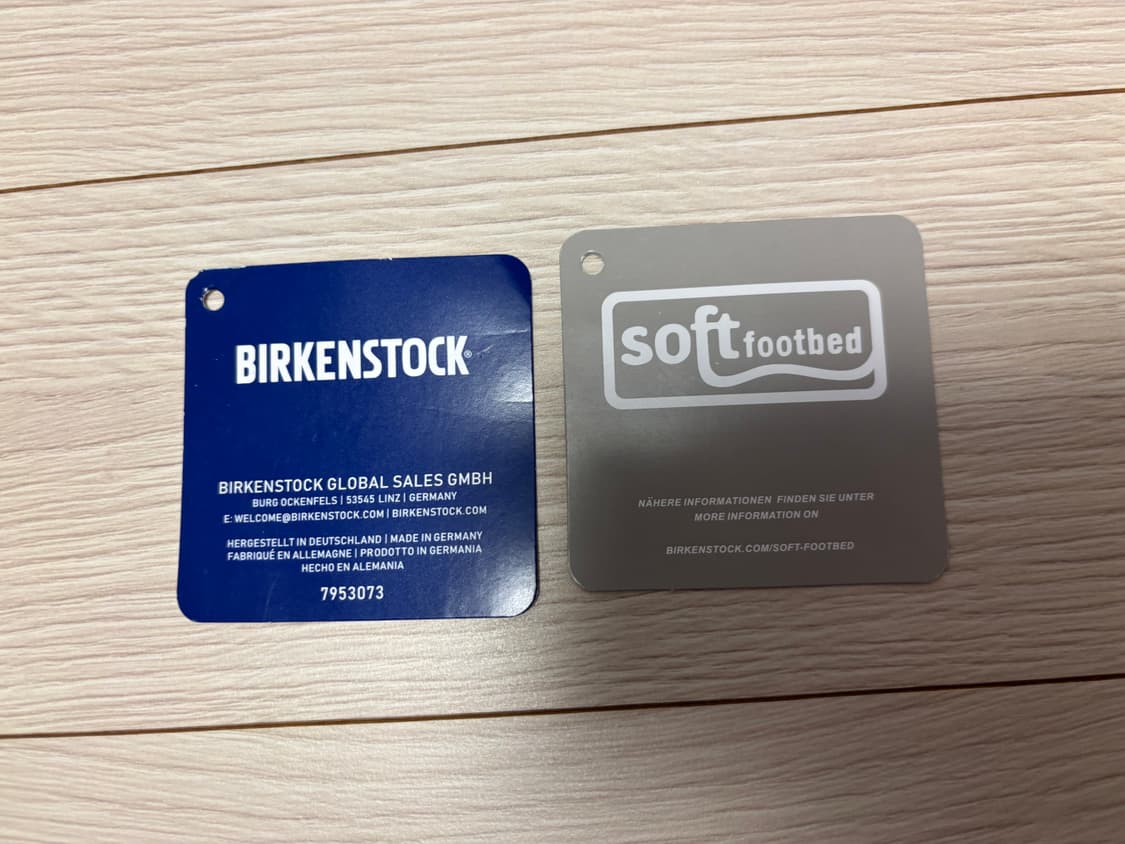 BIRKENSTOCK®
BIRKENSTOCK GLOBAL SALES GMBH
BURG OCKENFELS | 53545 LINZ | GERMANY
E: WELCOME@BIRKENSTOCK.COM | BIRKENSTOCK.COM
HERGESTELLT IN DEUTSCHLAND | MADE IN GERMANY
FABRIQUÉ EN ALLEMAGNE | PRODOTTO IN GERMANIA
HECHO EN ALEMANIA
7953073
soft footbed
NÄHERE INFORMATIONEN FINDEN SIE UNTER
MORE INFORMATION ON
BIRKENSTOCK.COM/SOFT-FOOTBED